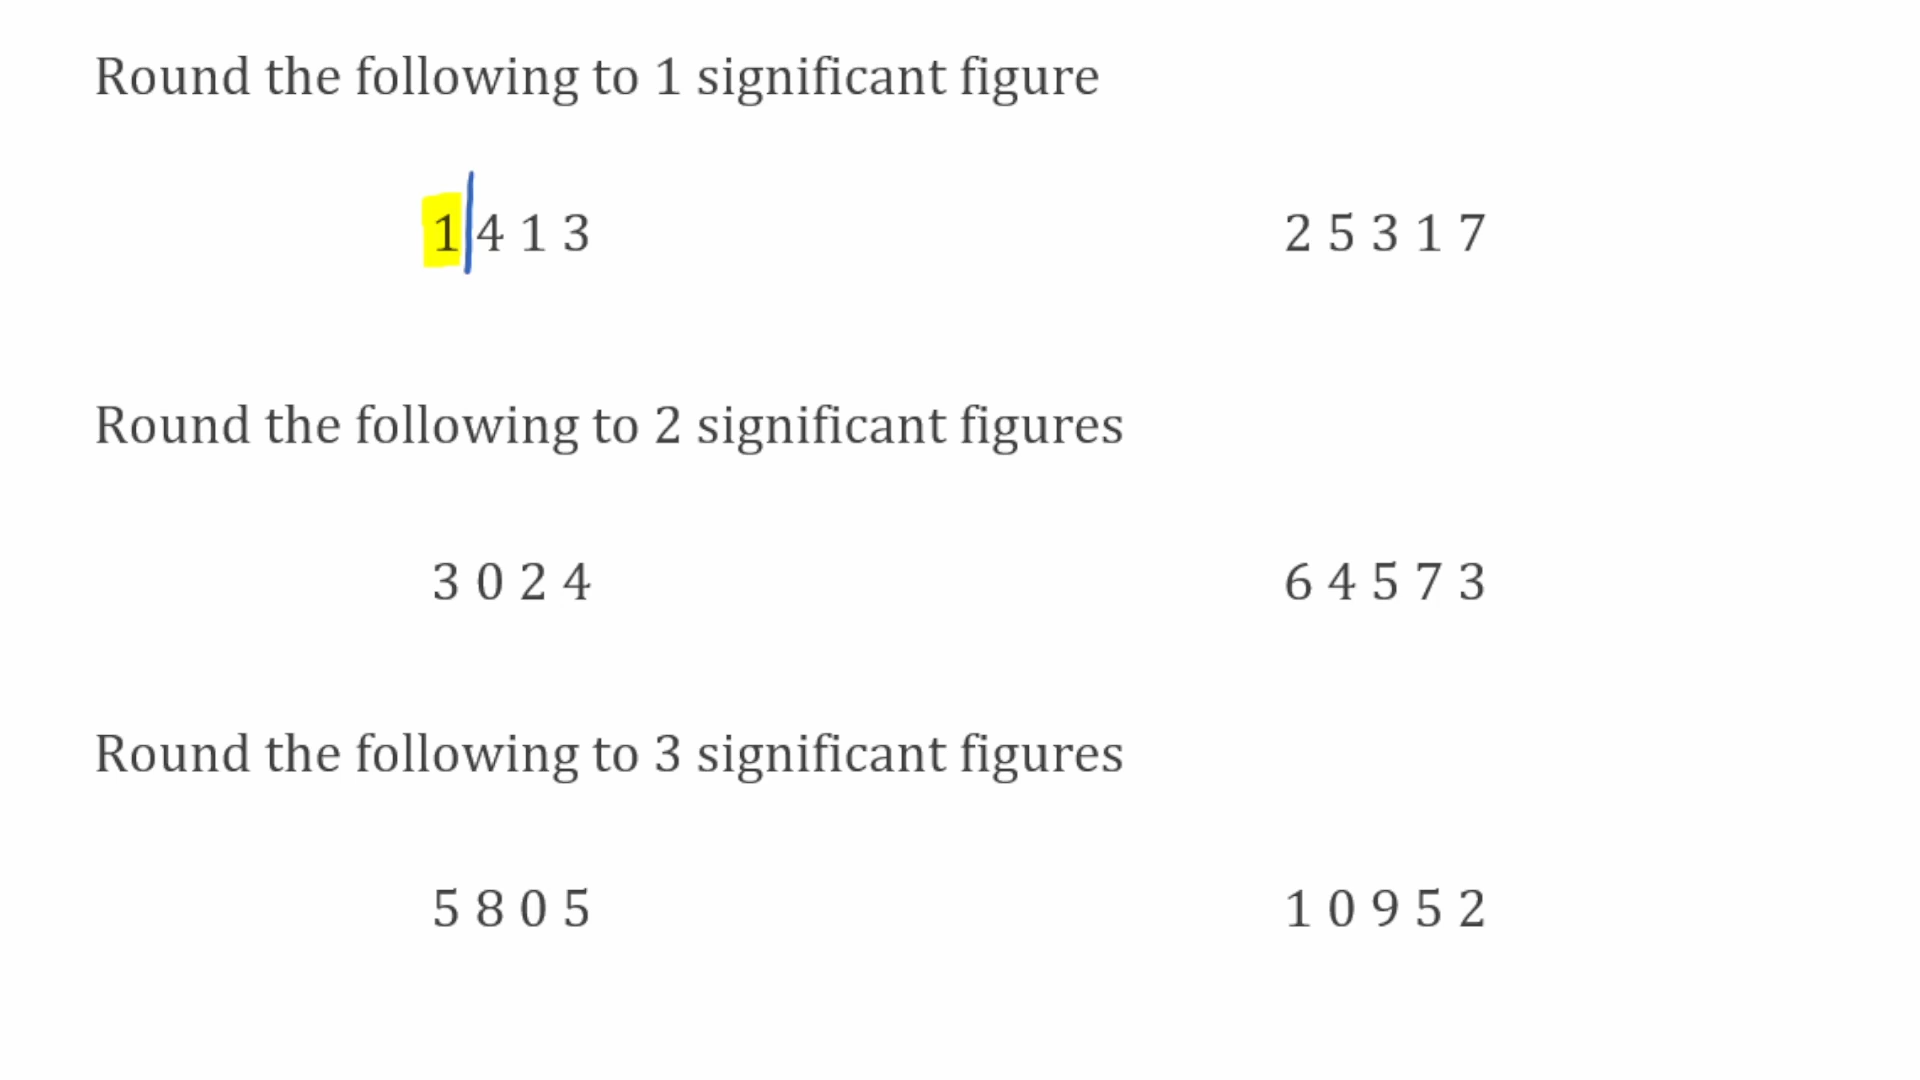 Round the following to 1 significant figure
1 4 1 3
2 5 3 1 7
Round the following to 2 significant figures
3 0 2 4
6 4 5 7 3
Round the following to 3 significant figures
5 8 0 5
1 0 9 5 2